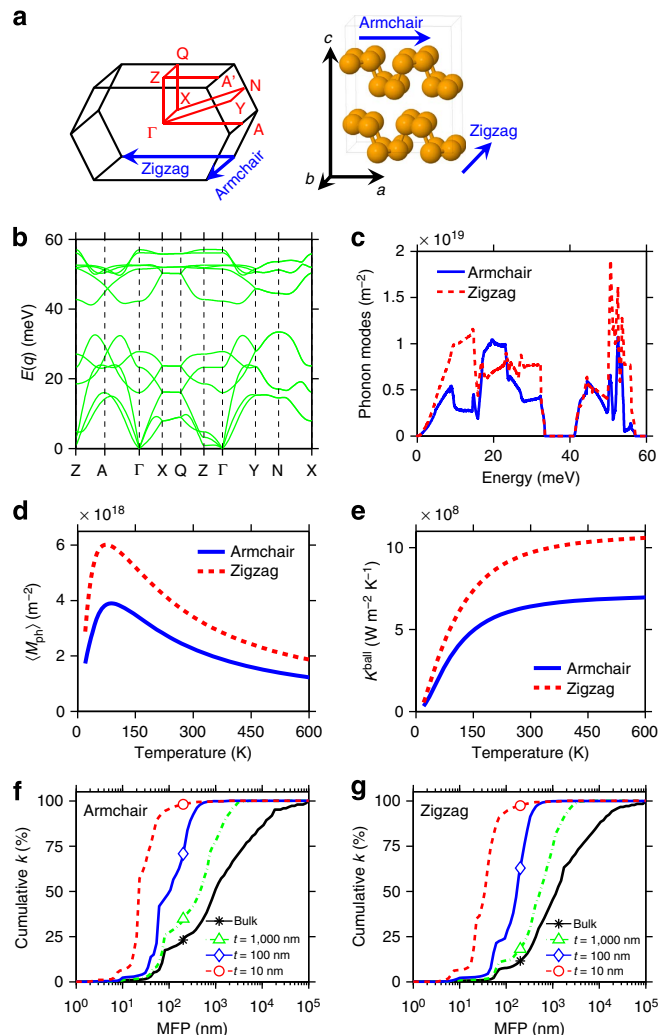 a
Q
Z
A'
N
X
Y
Γ
A
Zigzag
Armchair
Armchair
c
Zigzag
b
a
b
60
40
20
0
E(q) (meV)
Z A Γ X Q Z Γ Y N X
c
× 10¹⁹
2
1.5
1
0.5
0
Phonon modes (m⁻²)
Armchair
Zigzag
0 20 40 60
Energy (meV)
d
× 10¹⁸
6
4
2
0
⟨Mph⟩ (m⁻²)
Armchair
Zigzag
0 150 300 450 600
Temperature (K)
e
× 10⁸
10
5
0
Kᵇᵃˡˡ (W m⁻² K⁻¹)
Armchair
Zigzag
0 150 300 450 600
Temperature (K)
f
Armchair
100
75
50
25
0
Cumulative k (%)
Bulk
t = 1,000 nm
t = 100 nm
t = 10 nm
10⁰ 10¹ 10² 10³ 10⁴ 10⁵
MFP (nm)
g
Zigzag
100
75
50
25
0
Cumulative k (%)
Bulk
t = 1,000 nm
t = 100 nm
t = 10 nm
10⁰ 10¹ 10² 10³ 10⁴ 10⁵
MFP (nm)